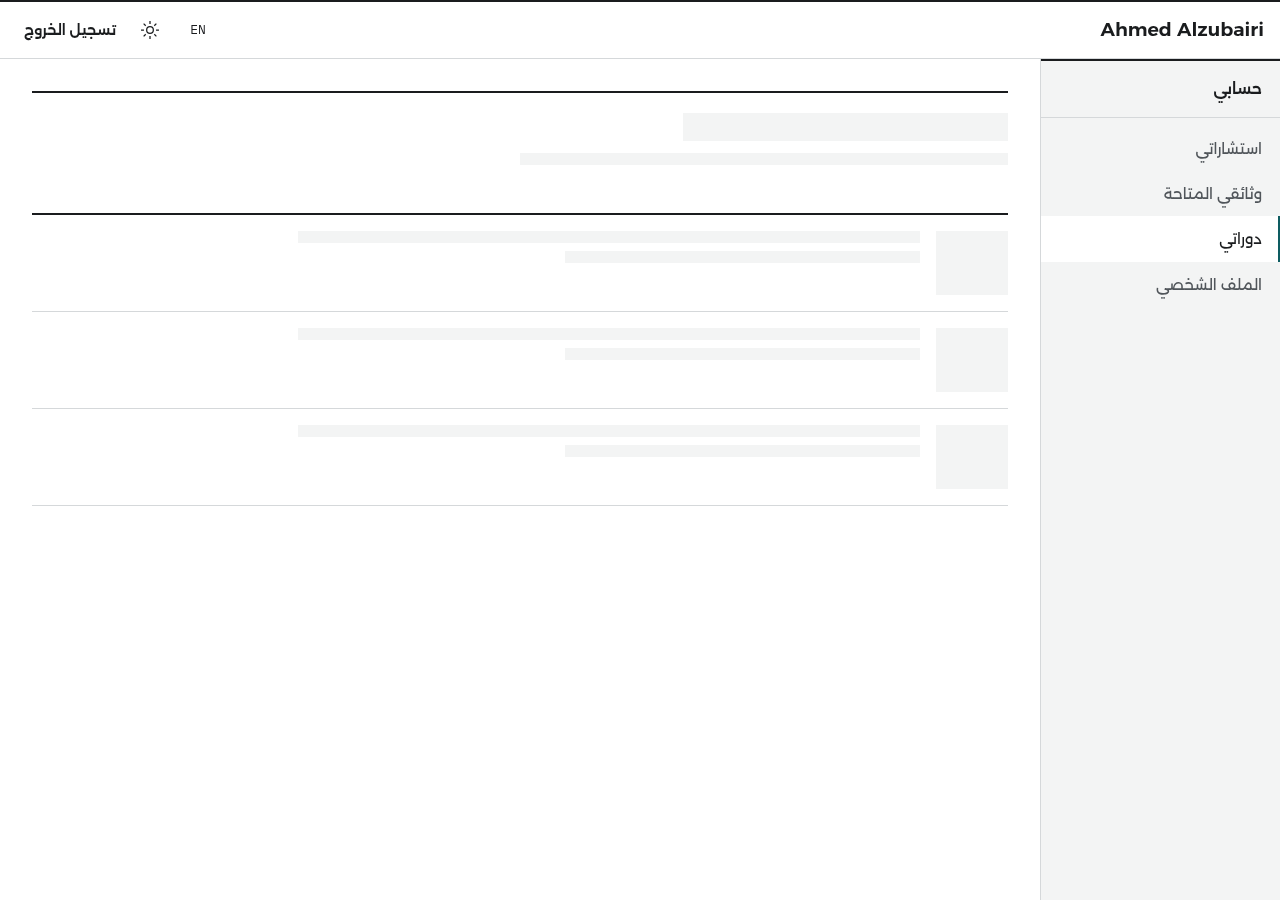 Ahmed Alzubairi
EN
تسجيل الخروج
حسابي
استشاراتي
وثائقي المتاحة
دوراتي
الملف الشخصي